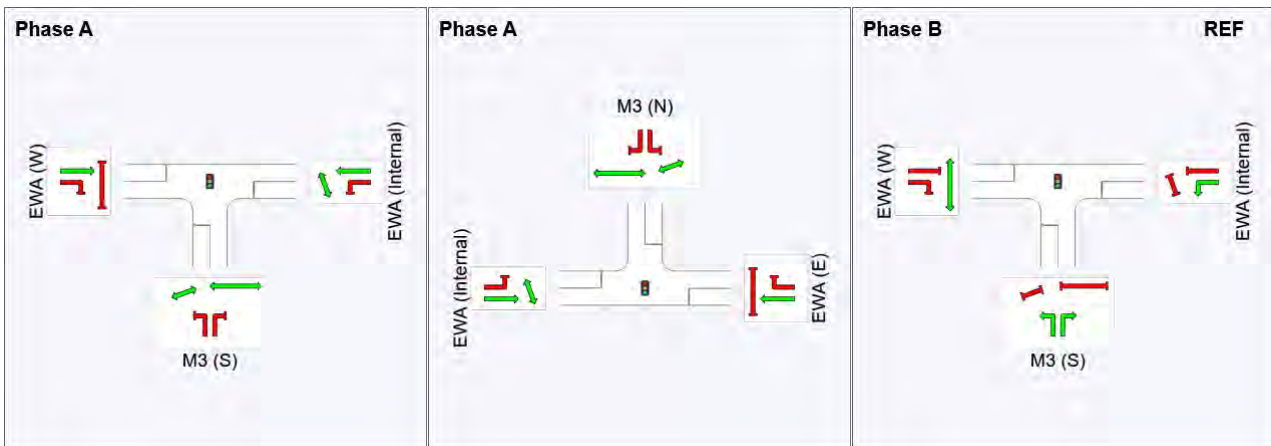 Phase A
EWA (W)
EWA (Internal)
M3 (S)
Phase A
M3 (N)
EWA (Internal)
EWA (E)
Phase B
REF
EWA (W)
EWA (Internal)
M3 (S)